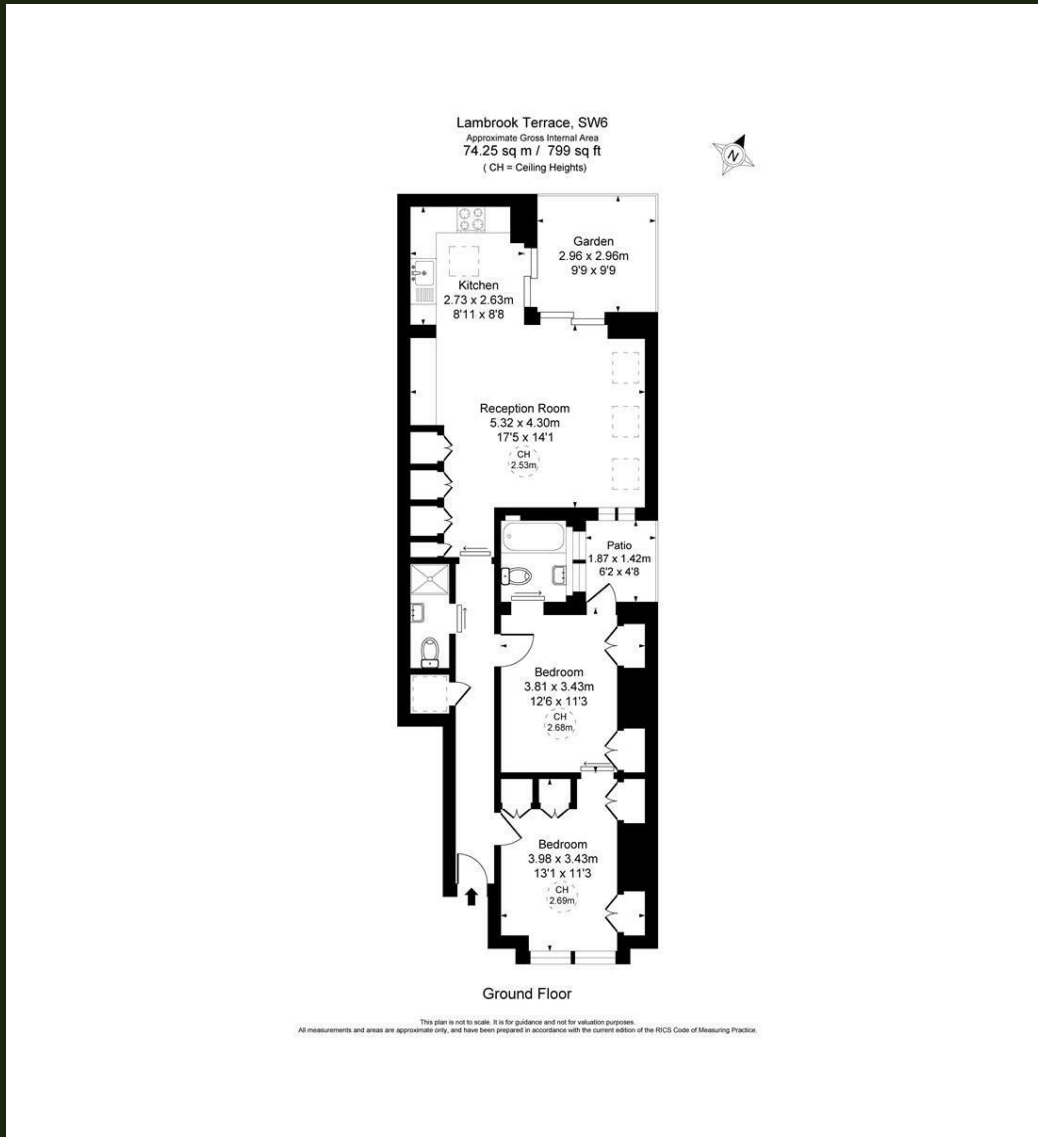 Lambrook Terrace, SW6
Approximate Gross Internal Area
74.25 sq m / 799 sq ft
( CH = Ceiling Heights)
N
Garden
2.96 x 2.96m
9'9 x 9'9
Kitchen
2.73 x 2.63m
8'11 x 8'8
Reception Room
5.32 x 4.30m
17'5 x 14'1
CH
2.53m
Patio
1.87 x 1.42m
6'2 x 4'8
Bedroom
3.81 x 3.43m
12'6 x 11'3
CH
2.68m
Bedroom
3.98 x 3.43m
13'1 x 11'3
CH
2.69m
Ground Floor
This plan is not to scale. It is for guidance and not for valuation purposes.
All measurements and areas are approximate only, and have been prepared in accordance with the current edition of the RICS Code of Measuring Practice.